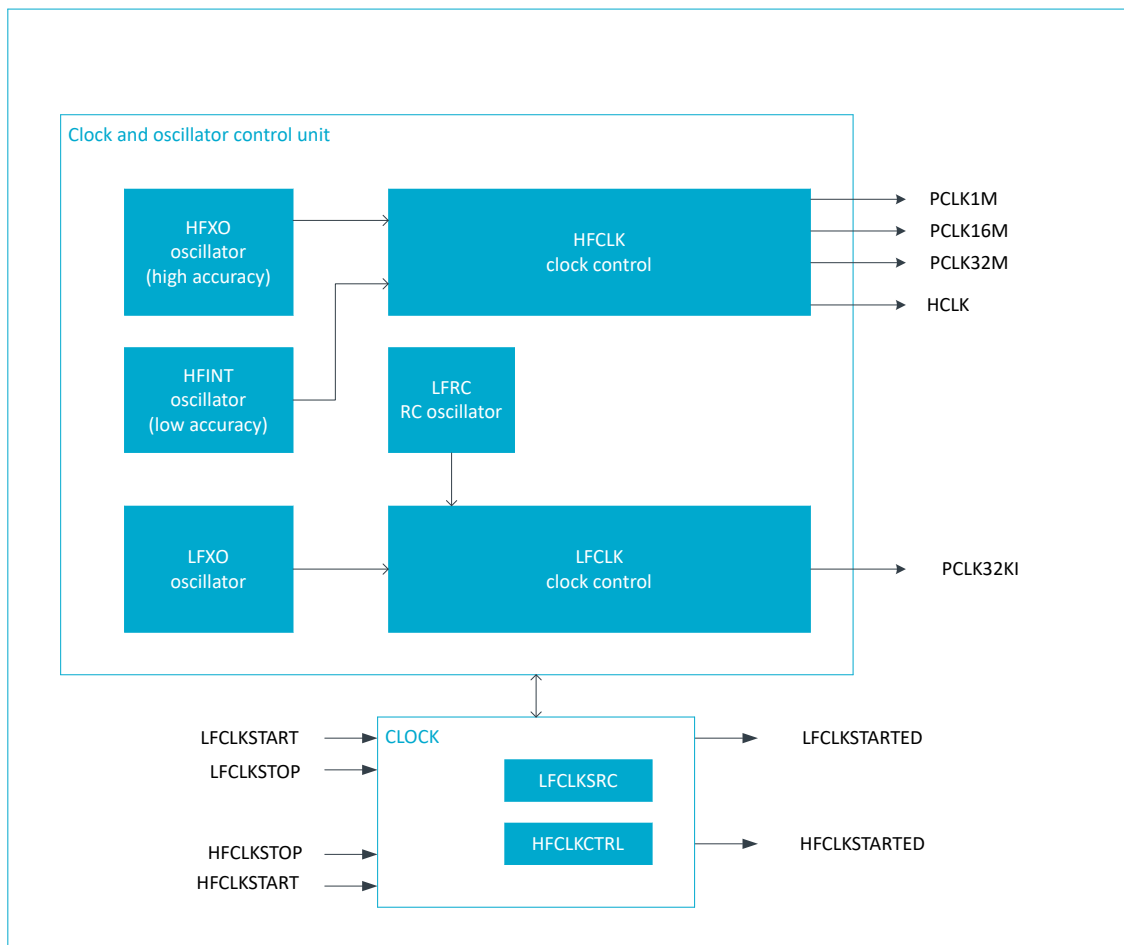 Clock and oscillator control unit
HFXO
oscillator
(high accuracy)
HFCLK
clock control
PCLK1M
PCLK16M
PCLK32M
HCLK
HFINT
oscillator
(low accuracy)
LFRC
RC oscillator
LFXO
oscillator
LFCLK
clock control
PCLK32KI
LFCLKSTART
LFCLKSTOP
HFCLKSTOP
HFCLKSTART
CLOCK
LFCLKSRC
HFCLKCTRL
LFCLKSTARTED
HFCLKSTARTED